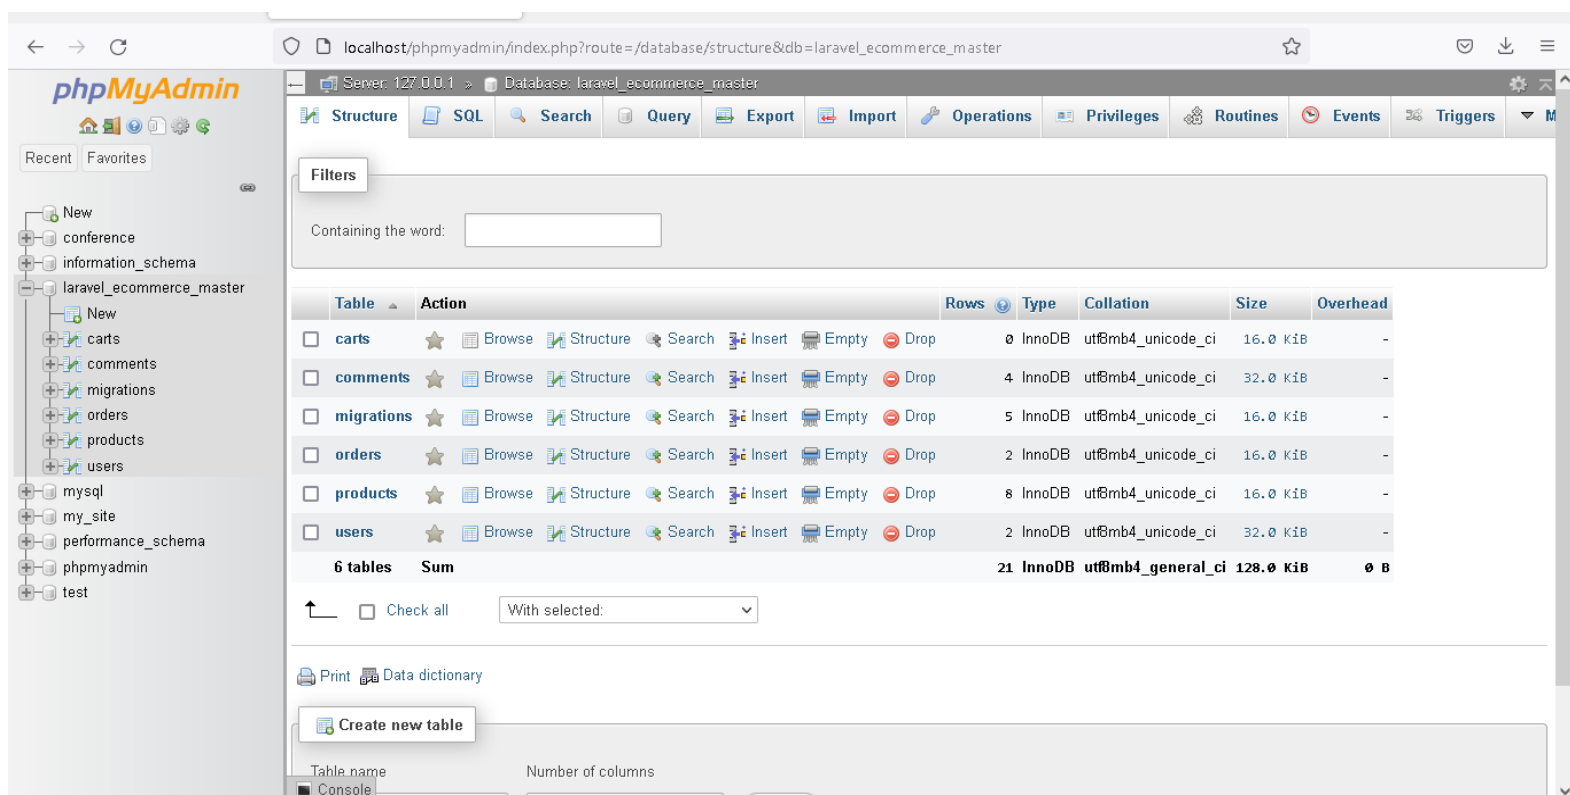 localhost/phpmyadmin/index.php?route=/database/structure&db=laravel_ecommerce_master
phpMyAdmin
Recent Favorites
New
conference
information_schema
laravel_ecommerce_master
New
carts
comments
migrations
orders
products
users
mysql
my_site
performance_schema
phpmyadmin
test
Server: 127.0.0.1 » Database: laravel_ecommerce_master
Structure SQL Search Query Export Import Operations Privileges Routines Events Triggers M
Filters
Containing the word:
Table Action Rows Type Collation Size Overhead
carts Browse Structure Search Insert Empty Drop 0 InnoDB utf8mb4_unicode_ci 16.0 KiB -
comments Browse Structure Search Insert Empty Drop 4 InnoDB utf8mb4_unicode_ci 32.0 KiB -
migrations Browse Structure Search Insert Empty Drop 5 InnoDB utf8mb4_unicode_ci 16.0 KiB -
orders Browse Structure Search Insert Empty Drop 2 InnoDB utf8mb4_unicode_ci 16.0 KiB -
products Browse Structure Search Insert Empty Drop 8 InnoDB utf8mb4_unicode_ci 16.0 KiB -
users Browse Structure Search Insert Empty Drop 2 InnoDB utf8mb4_unicode_ci 32.0 KiB -
6 tables Sum 21 InnoDB utf8mb4_general_ci 128.0 KiB 0 B
Check all With selected:
Print Data dictionary
Create new table
Table name Number of columns
Console